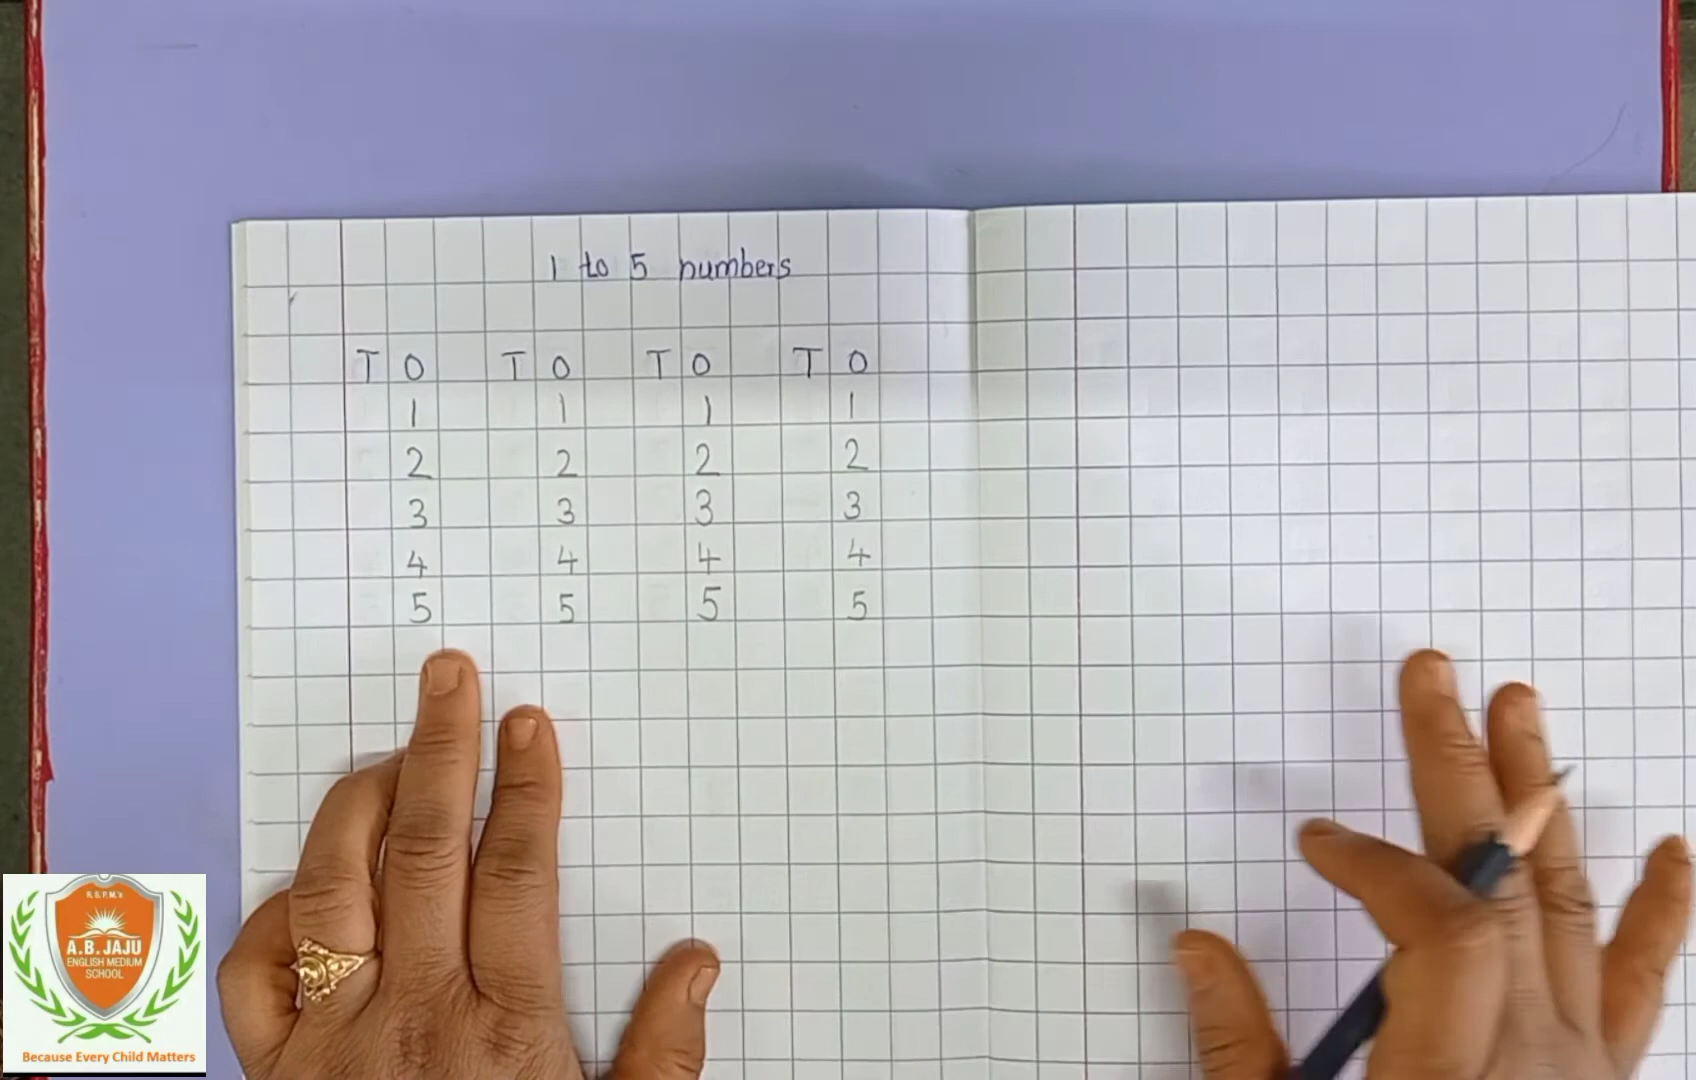 1 to 5 numbers
T O T O T O T O
1 1 1 1
2 2 2 2
3 3 3 3
4 4 4 4
5 5 5 5
R.S.P.M.'s
A.B. JAJU
ENGLISH MEDIUM
SCHOOL
Because Every Child Matters